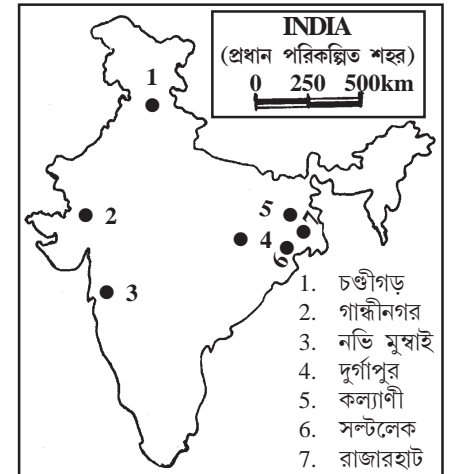 INDIA
(প্রধান পরিকল্পিত শহর)
0 250 500km
1
2
3
4
5
6
7
1. চণ্ডীগড়
2. গান্ধীনগর
3. নভি মুম্বাই
4. দুর্গাপুর
5. কল্যাণী
6. সল্টলেক
7. রাজারহাট